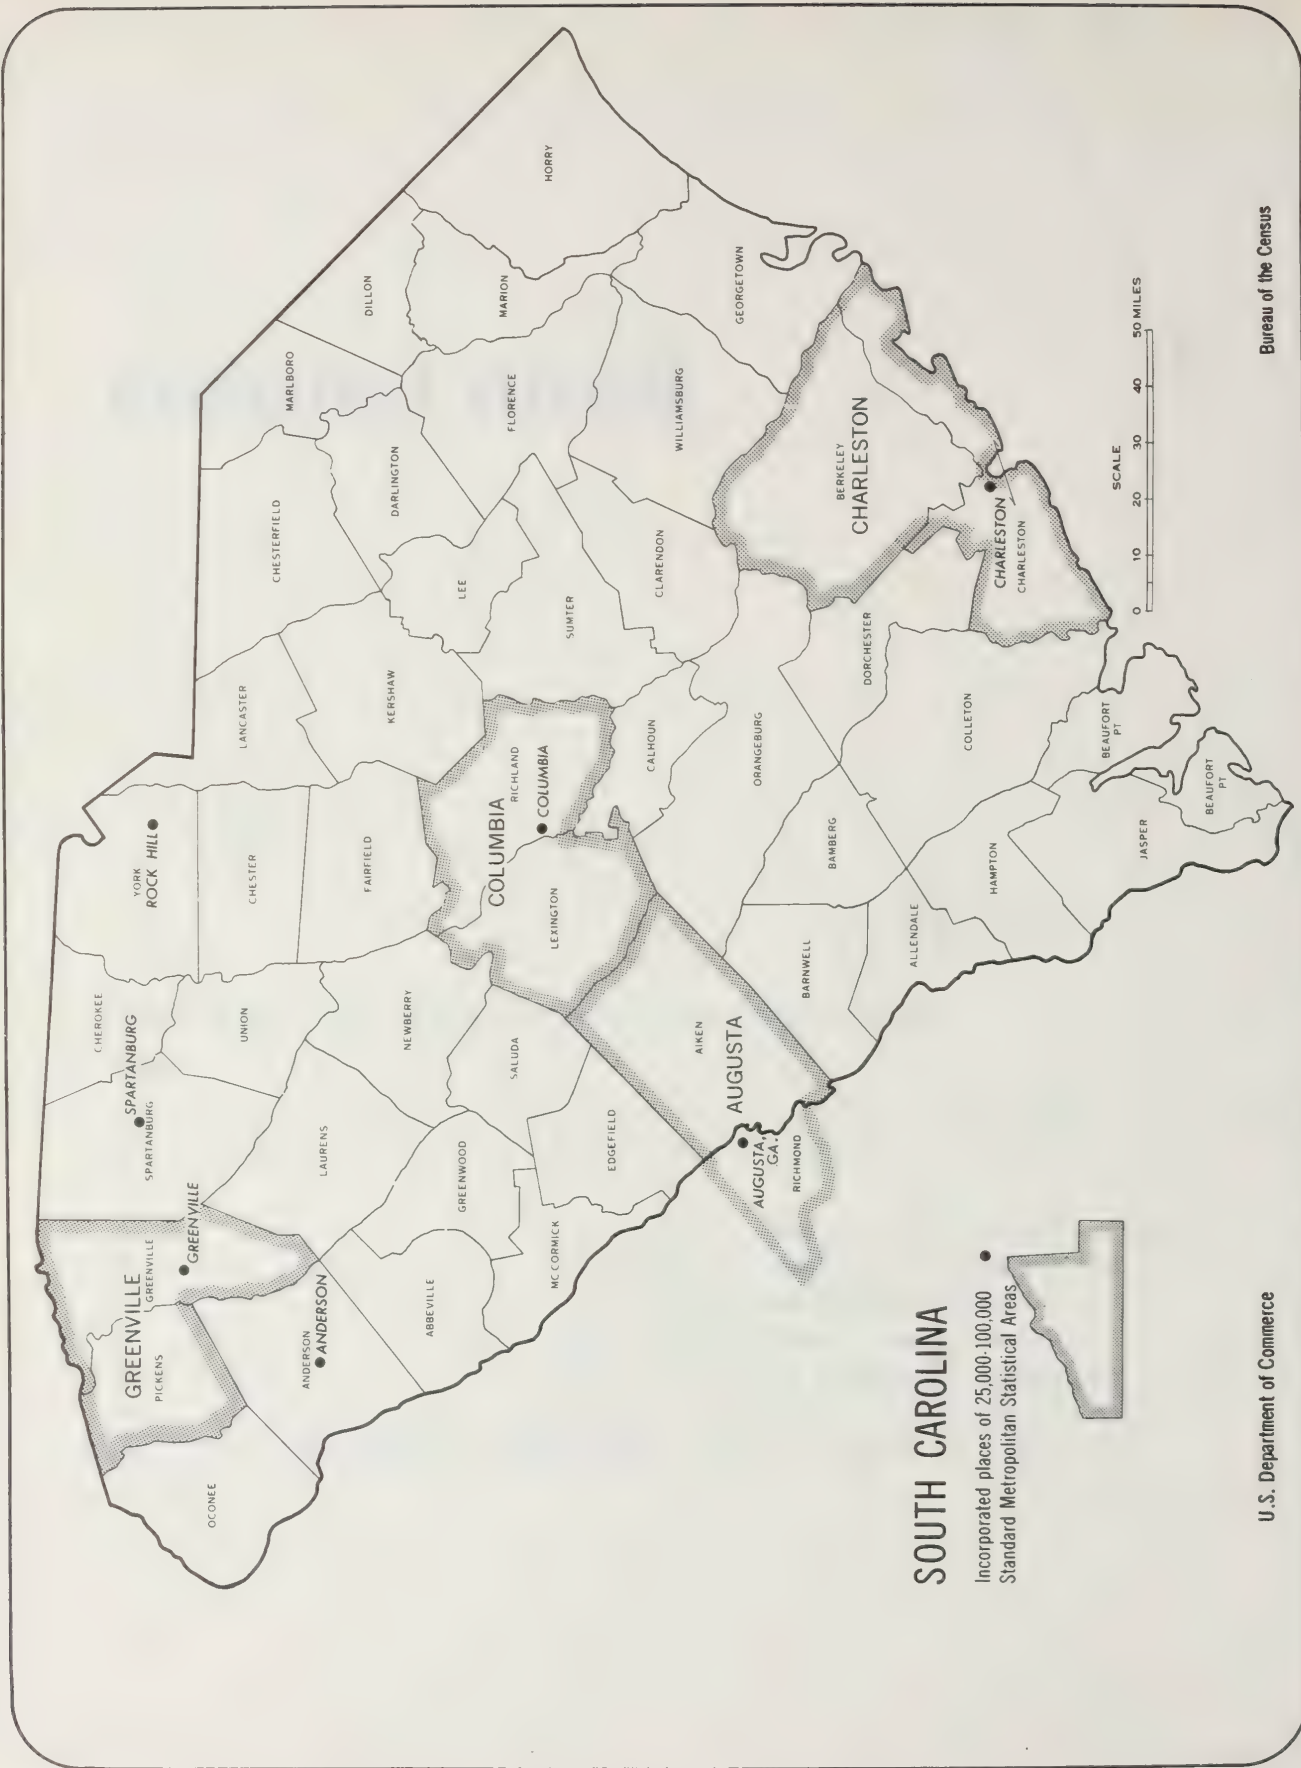 OCONEE
GREENVILLE
PICKENS
GREENVILLE
GREENVILLE
ANDERSON
ANDERSON
SPARTANBURG
SPARTANBURG
CHEROKEE
YORK
ROCK HILL
UNION
CHESTER
LANCASTER
CHESTERFIELD
MARLBORO
DILLON
LAURENS
ABBEVILLE
GREENWOOD
NEWBERRY
FAIRFIELD
KERSHAW
DARLINGTON
LEE
FLORENCE
MARION
HORRY
MC CORMICK
EDGEFIELD
SALUDA
LEXINGTON
COLUMBIA
RICHLAND
COLUMBIA
SUMTER
CALHOUN
CLARENDON
WILLIAMSBURG
GEORGETOWN
AIKEN
AUGUSTA
AUGUSTA,
GA.
RICHMOND
BARNWELL
BAMBERG
ORANGEBURG
DORCHESTER
BERKELEY
CHARLESTON
CHARLESTON
CHARLESTON
ALLENDALE
HAMPTON
COLLETON
JASPER
BEAUFORT
PT
BEAUFORT
PT
SOUTH CAROLINA
Incorporated places of 25,000-100,000
Standard Metropolitan Statistical Areas
SCALE
0 10 20 30 40 50 MILES
U.S. Department of Commerce
Bureau of the Census